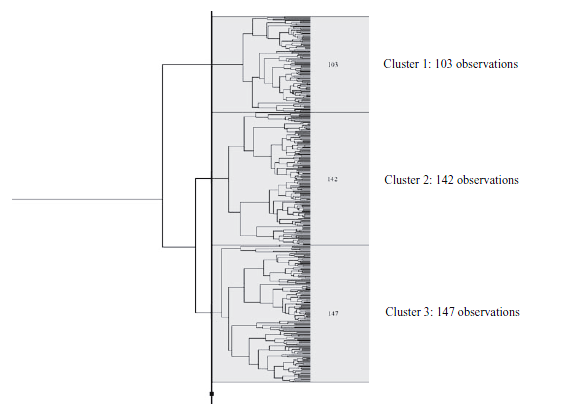 103
Cluster 1: 103 observations
142
Cluster 2: 142 observations
147
Cluster 3: 147 observations